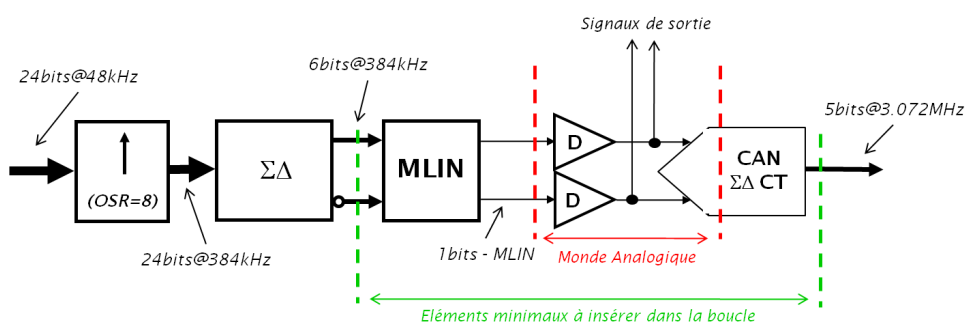 Signaux de sortie
24bits@48kHz
6bits@384kHz
5bits@3.072MHz
(OSR=8)
ΣΔ
MLIN
D
D
CAN
ΣΔ CT
24bits@384kHz
1bits - MLIN
Monde Analogique
Eléments minimaux à insérer dans la boucle